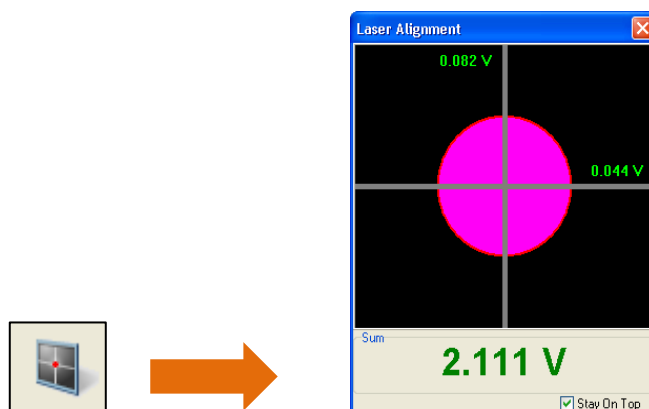 Laser Alignment
0.082 V
0.044 V
Sum
2.111 V
Stay On Top